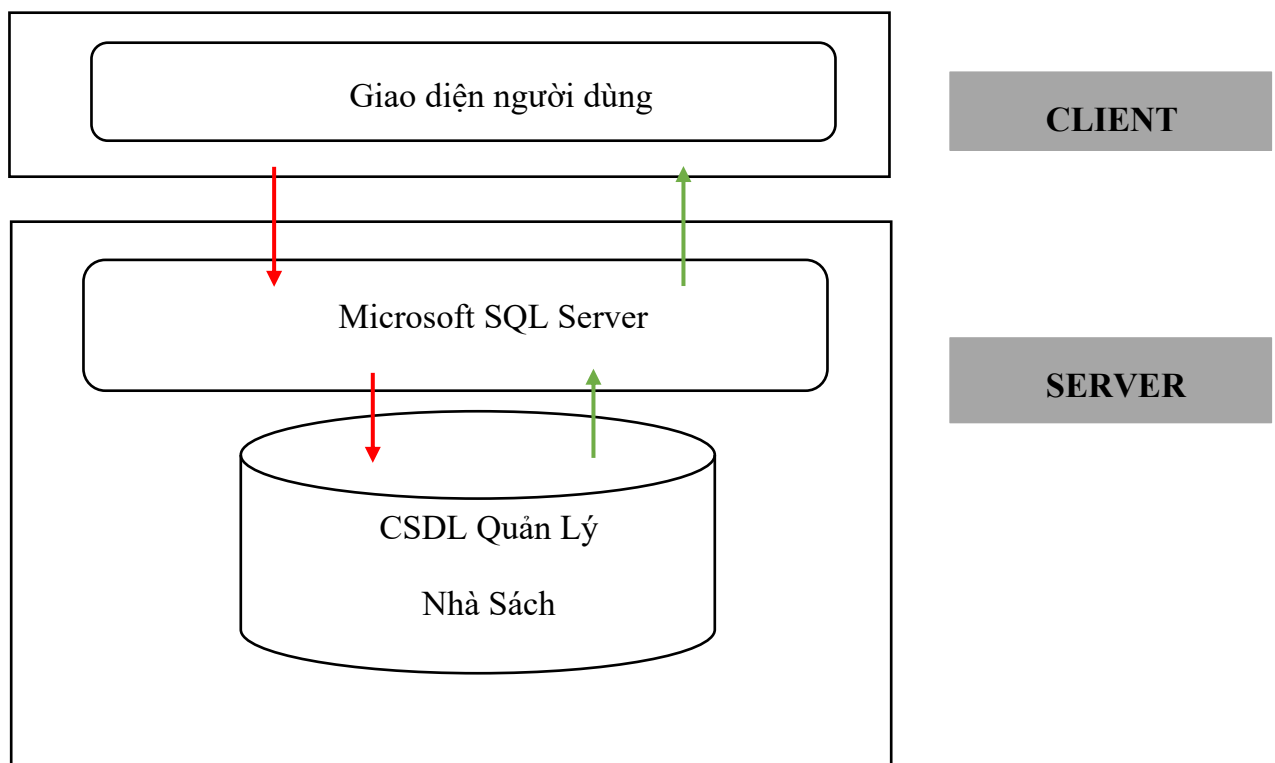 Giao diện người dùng
CLIENT
Microsoft SQL Server
SERVER
CSDL Quản Lý
Nhà Sách